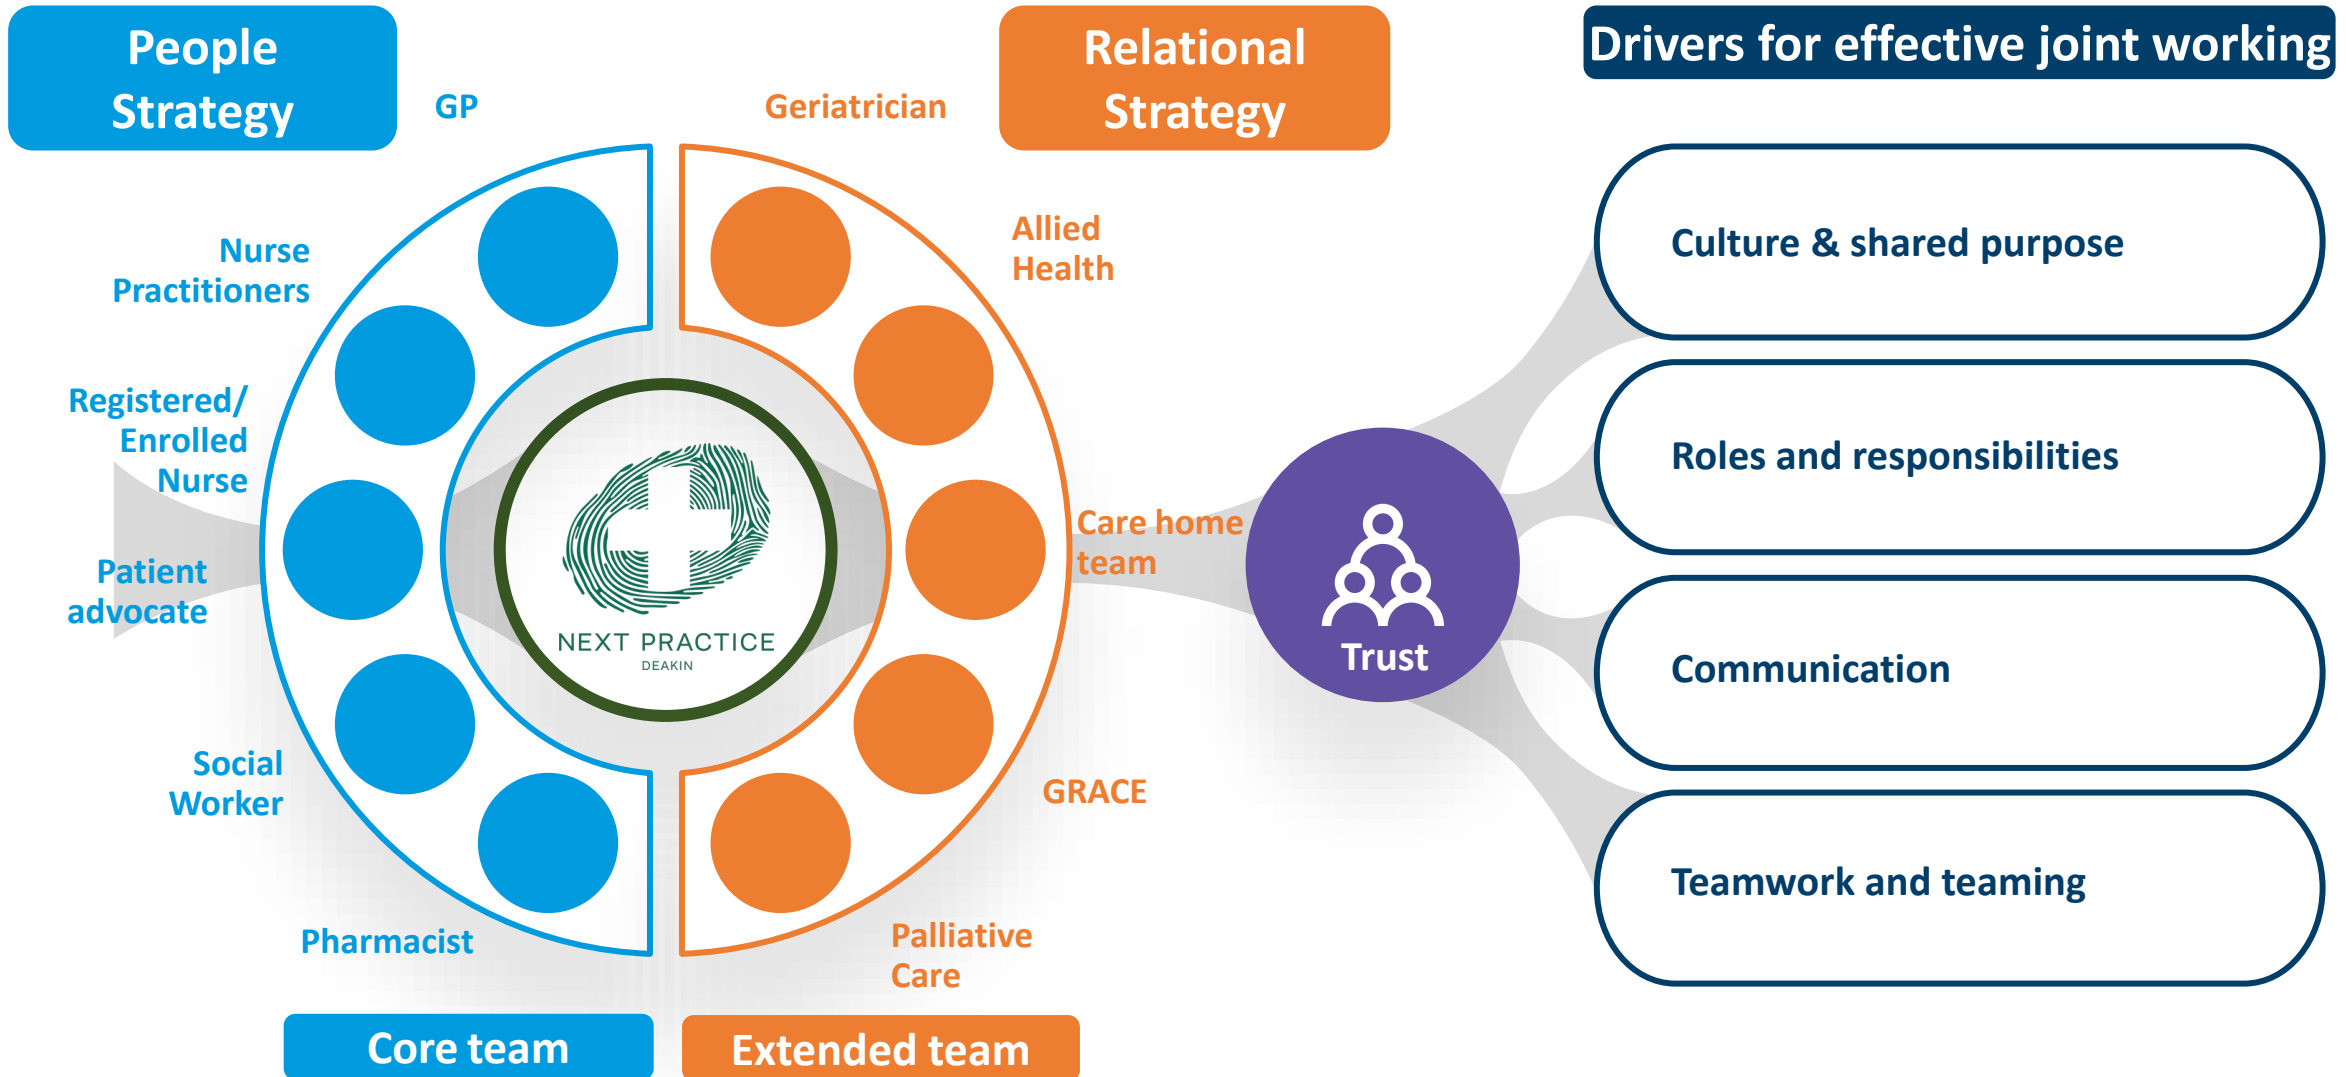 People
Strategy
GP
Nurse
Practitioners
Registered/
Enrolled
Nurse
Patient
advocate
Social
Worker
Pharmacist
Core team
NEXT PRACTICE
DEAKIN
Relational
Strategy
Geriatrician
Allied
Health
Care home
team
GRACE
Palliative
Care
Extended team
Trust
Drivers for effective joint working
Culture & shared purpose
Roles and responsibilities
Communication
Teamwork and teaming